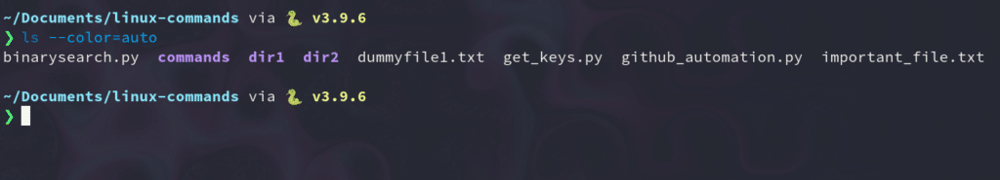 ~/Documents/linux-commands via 🐍 v3.9.6
❯ ls --color=auto
binarysearch.py  commands  dir1  dir2  dummyfile1.txt  get_keys.py  github_automation.py  important_file.txt
~/Documents/linux-commands via 🐍 v3.9.6
❯